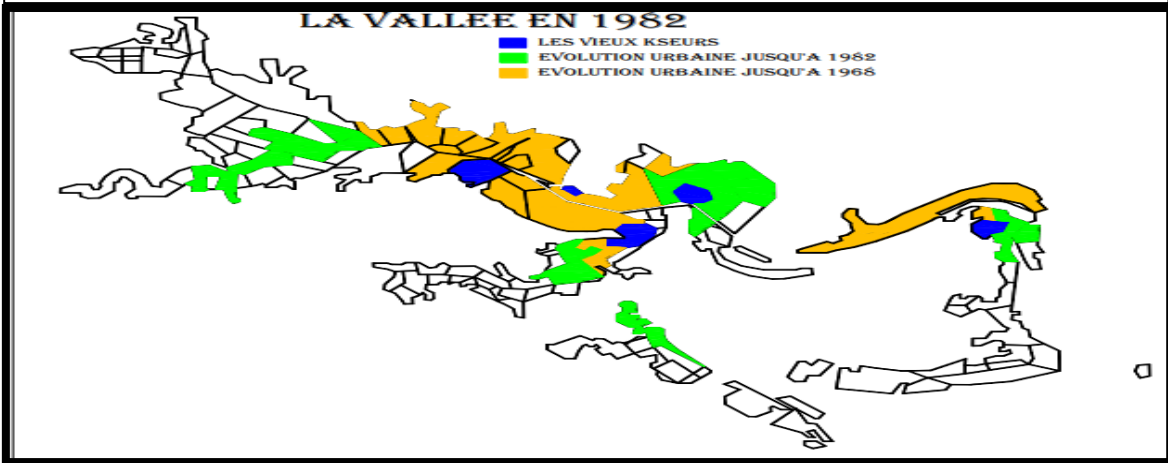 LA VALLEE EN 1982
LES VIEUX KSEURS
EVOLUTION URBAINE JUSQU'A 1982
EVOLUTION URBAINE JUSQU'A 1968